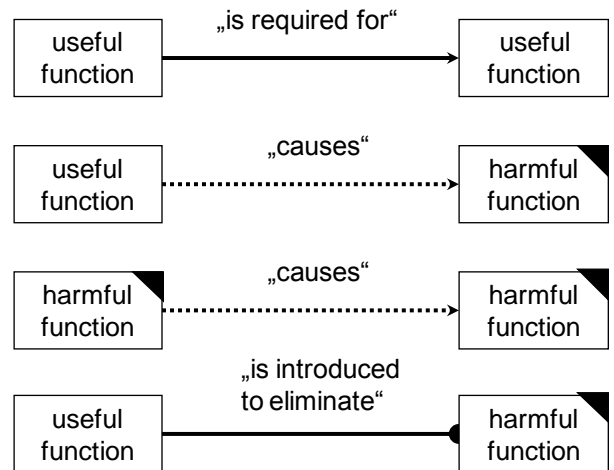 „is required for“
useful
function
useful
function
„causes“
useful
function
harmful
function
„causes“
harmful
function
harmful
function
„is introduced
to eliminate“
useful
function
harmful
function